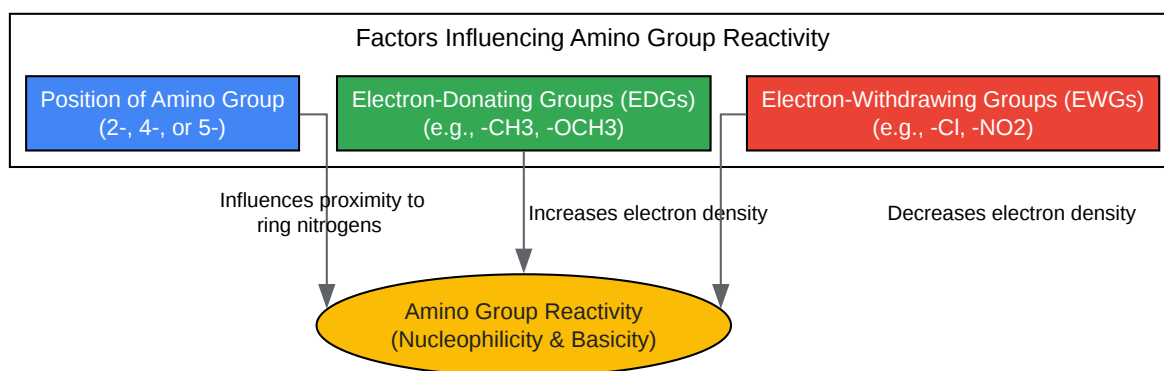 Factors Influencing Amino Group Reactivity
Position of Amino Group
(2-, 4-, or 5-)
Electron-Donating Groups (EDGs)
(e.g., -CH3, -OCH3)
Electron-Withdrawing Groups (EWGs)
(e.g., -Cl, -NO2)
Influences proximity to
ring nitrogens
Increases electron density
Decreases electron density
Amino Group Reactivity
(Nucleophilicity & Basicity)